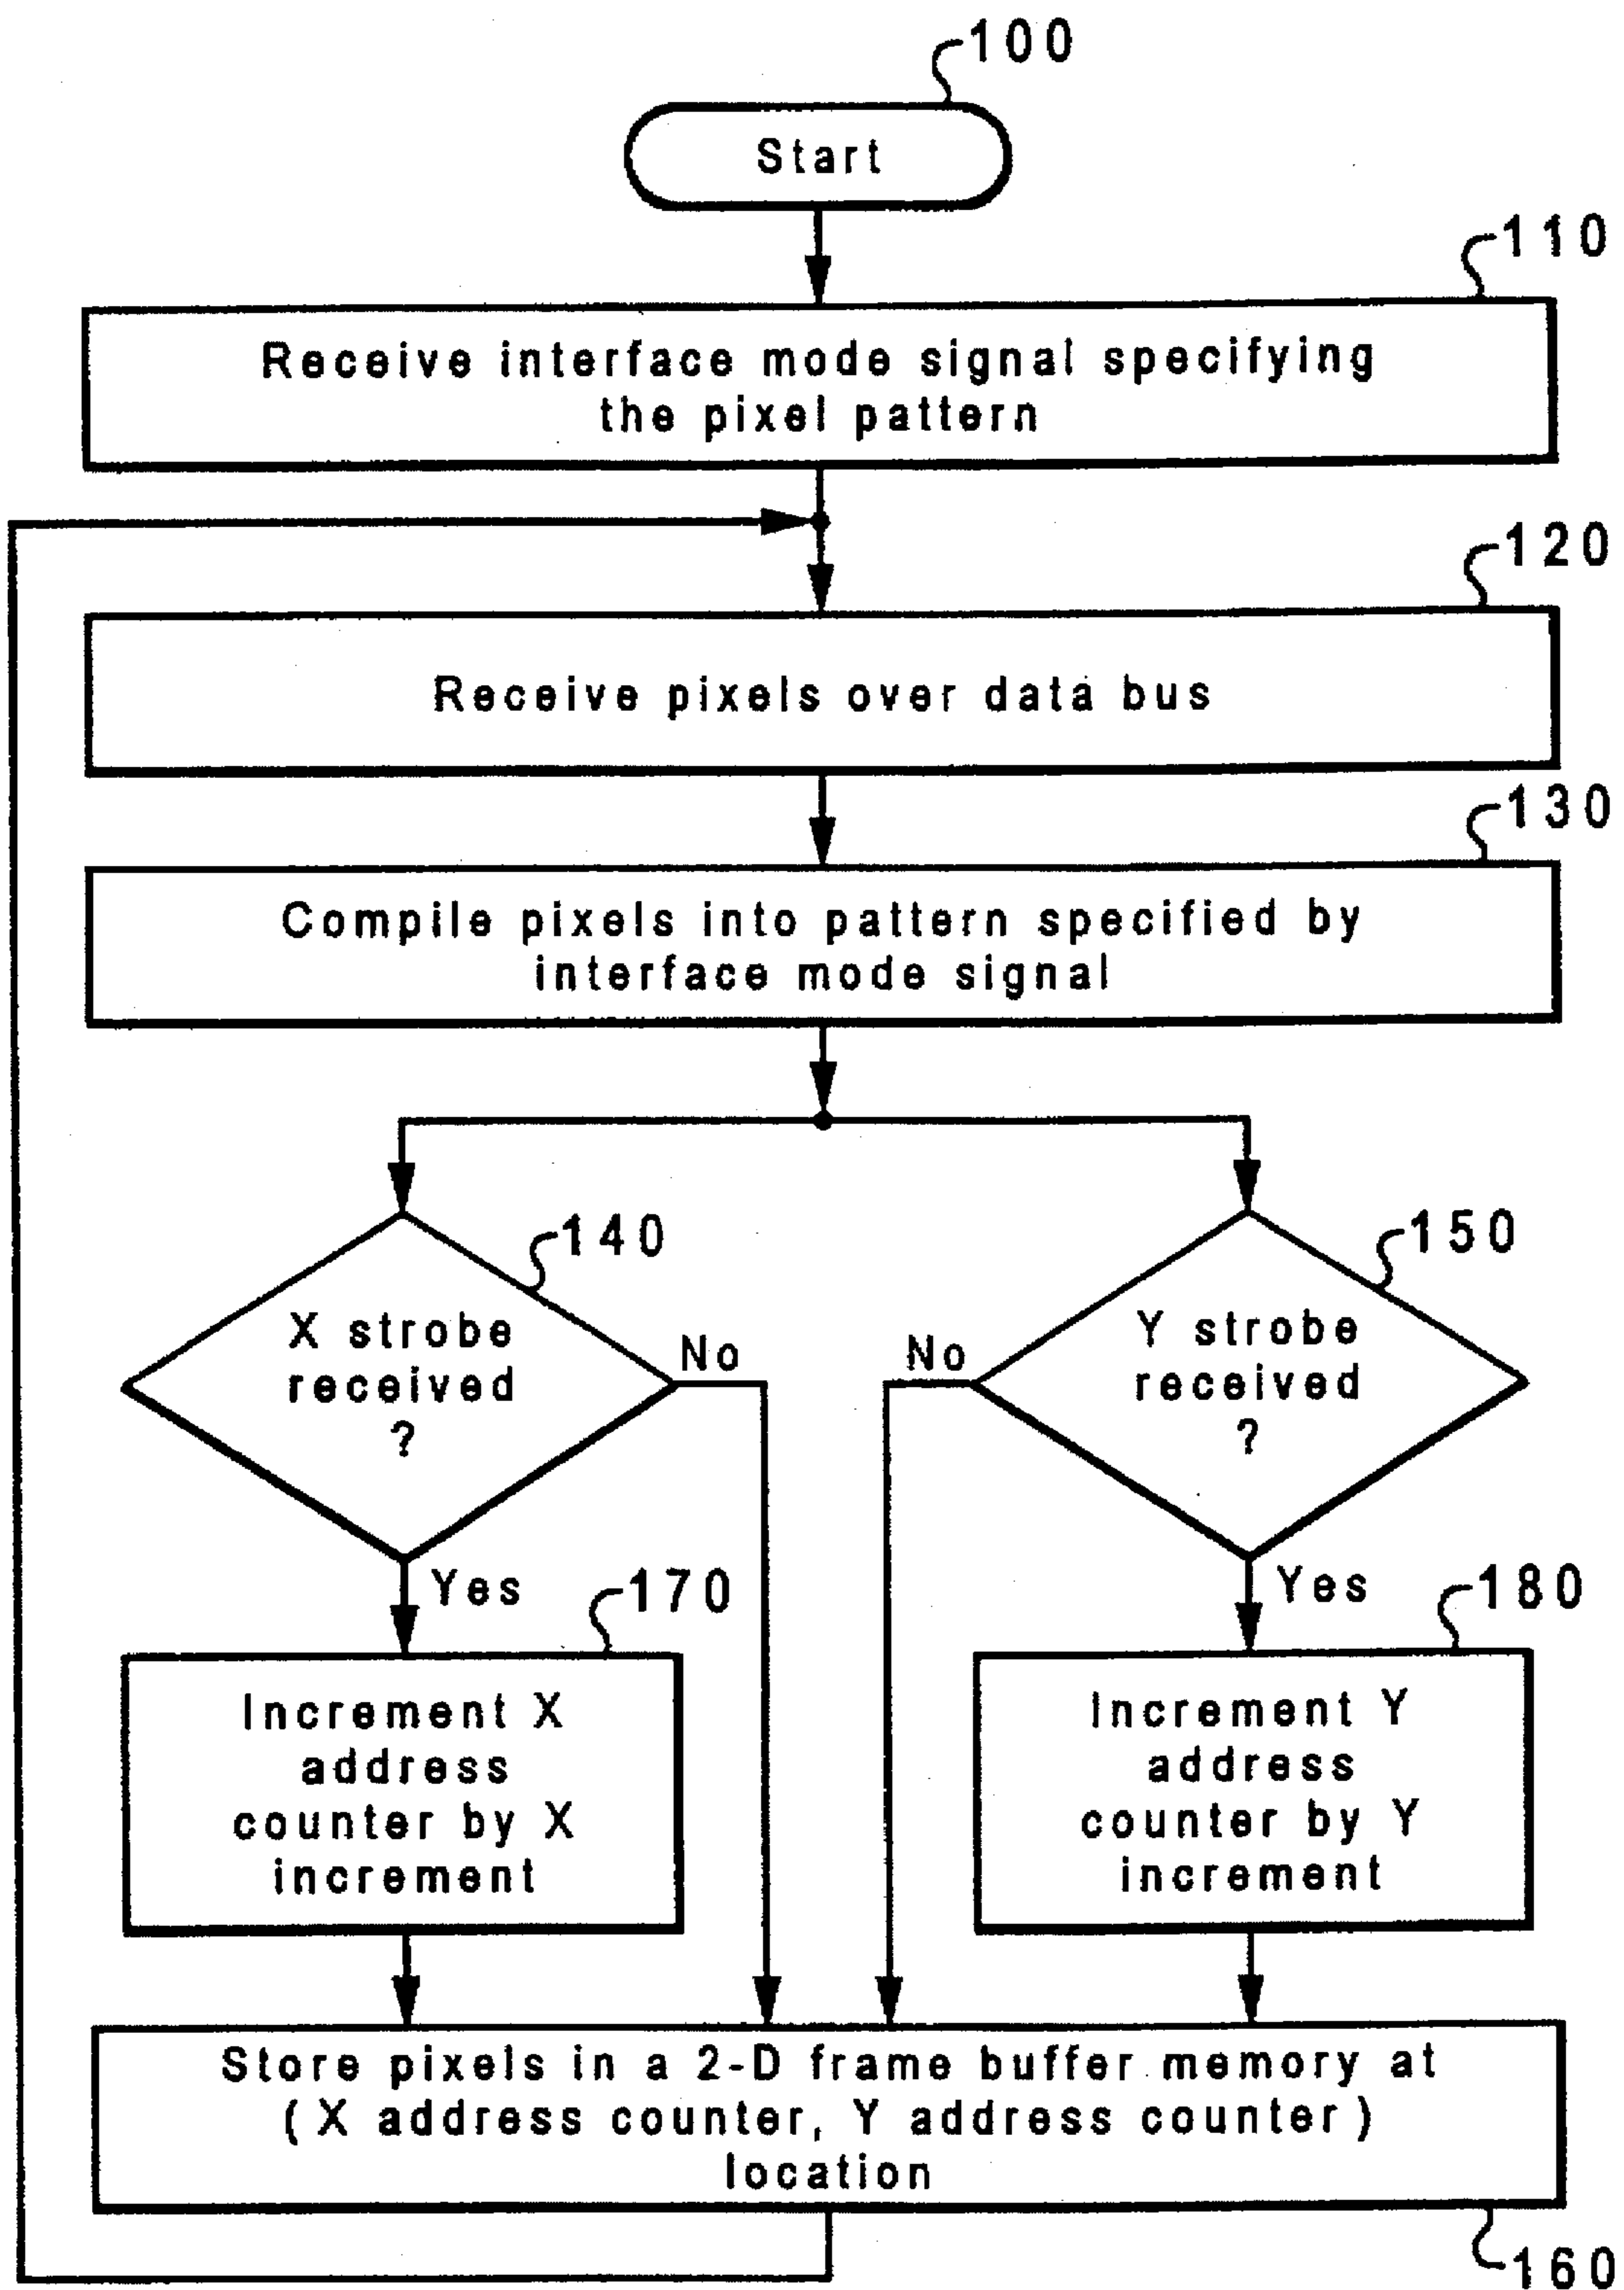 100
Start
110
Receive interface mode signal specifying
the pixel pattern
120
Receive pixels over data bus
130
Compile pixels into pattern specified by
interface mode signal
140
X strobe
received
?
No
Yes
150
Y strobe
received
?
No
Yes
170
Increment X
address
counter by X
increment
180
Increment Y
address
counter by Y
increment
Store pixels in a 2-D frame buffer memory at
(X address counter, Y address counter)
location
160